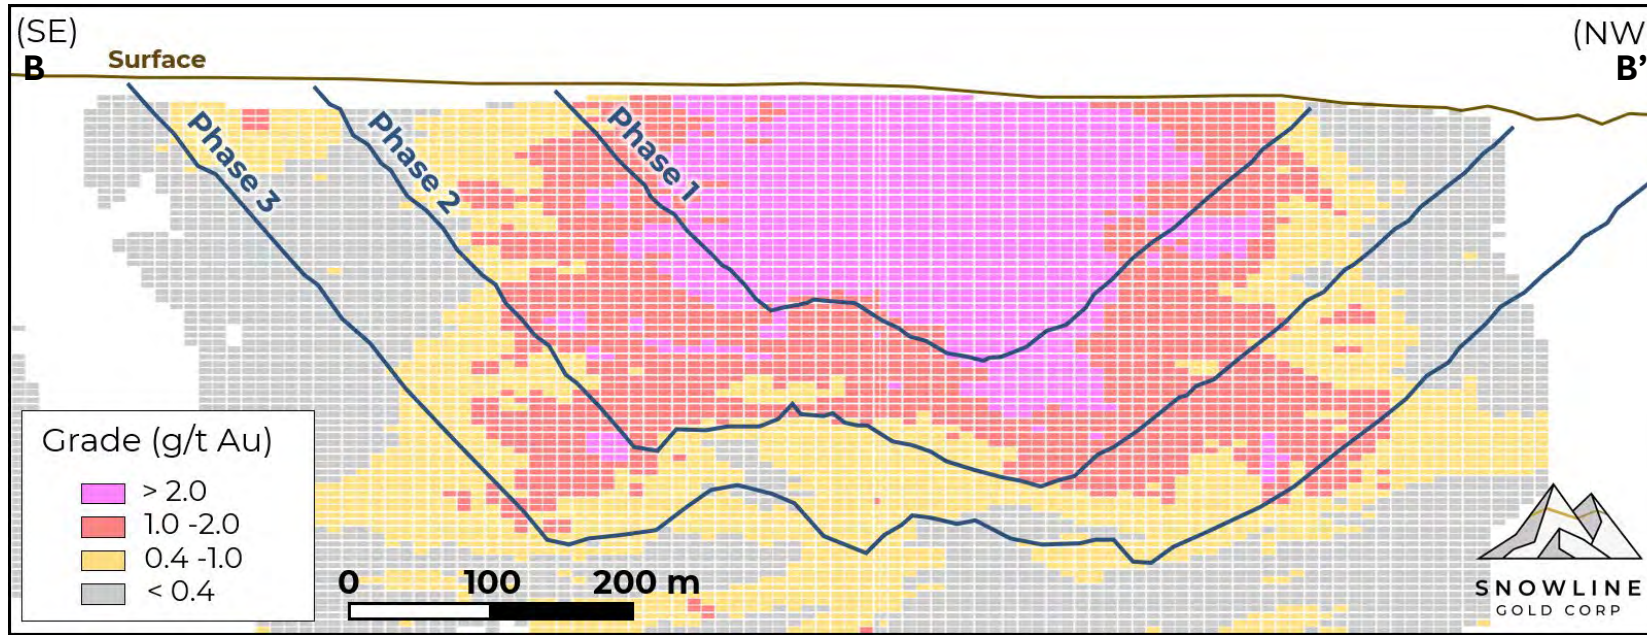 (SE)
B
Surface
(NW
B’
Phase 3
Phase 2
Phase 1
Grade (g/t Au)
> 2.0
1.0 -2.0
0.4 -1.0
< 0.4
0 100 200 m
SNOWLINE
GOLD CORP